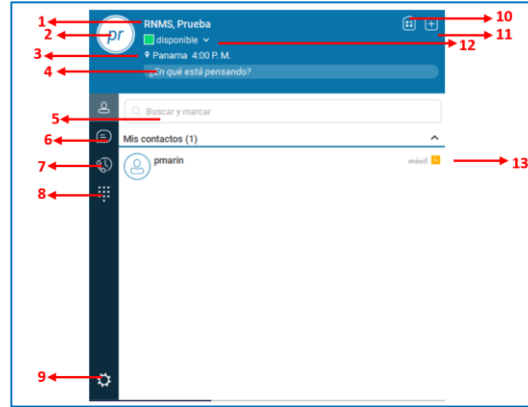 1 RNMS, Prueba 10
2 pr disponible 11
12
3 Panama 4:00 P. M.
4 ¿En qué está pensando?
5 Buscar y marcar
6 Mis contactos (1)
7 pmarin móvil 13
8
9